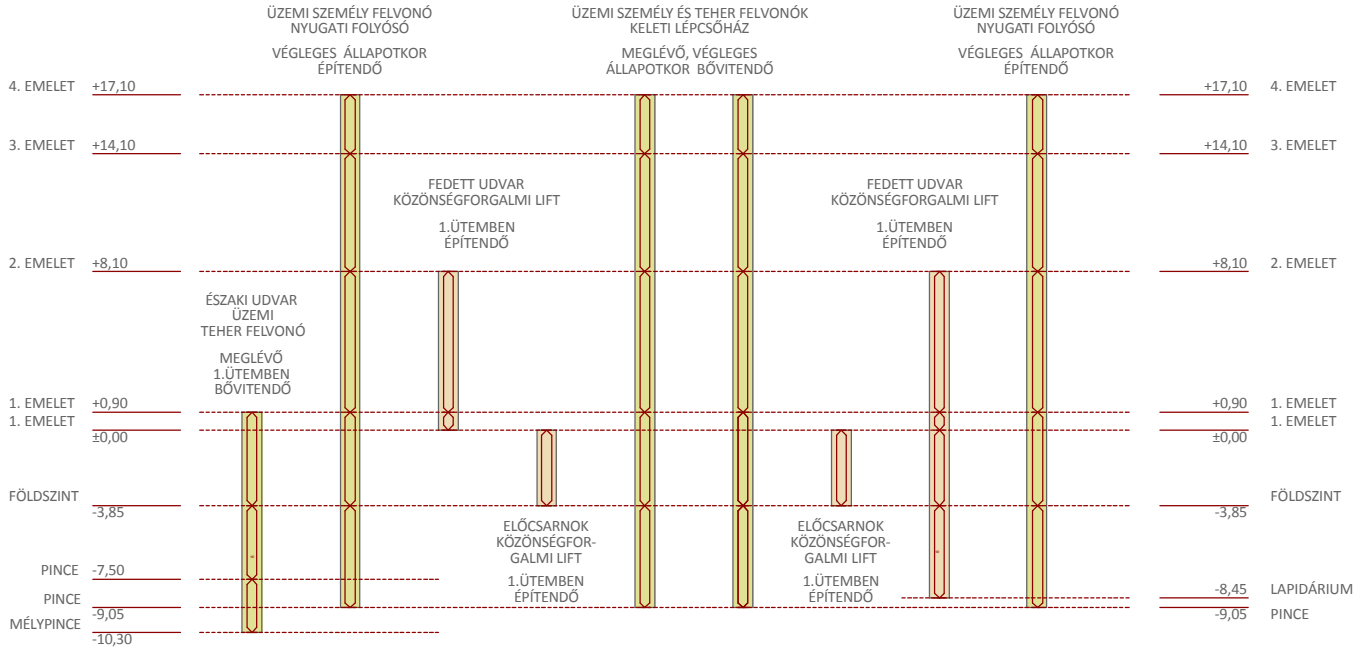 ÜZEMI SZEMÉLY FELVONÓ
NYUGATI FOLYÓSÓ
VÉGLEGES ÁLLAPOTKOR
ÉPÍTENDŐ
ÜZEMI SZEMÉLY ÉS TEHER FELVONÓK
KELETI LÉPCSŐHÁZ
MEGLÉVŐ, VÉGLEGES
ÁLLAPOTKOR BŐVITENDŐ
ÜZEMI SZEMÉLY FELVONÓ
NYUGATI FOLYÓSÓ
VÉGLEGES ÁLLAPOTKOR
ÉPÍTENDŐ
4. EMELET +17,10
+17,10 4. EMELET
3. EMELET +14,10
+14,10 3. EMELET
FEDETT UDVAR
KÖZÖNSÉGFORGALMI LIFT
1.ÜTEMBEN
ÉPÍTENDŐ
FEDETT UDVAR
KÖZÖNSÉGFORGALMI LIFT
1.ÜTEMBEN
ÉPÍTENDŐ
2. EMELET +8,10
+8,10 2. EMELET
ÉSZAKI UDVAR
ÜZEMI
TEHER FELVONÓ
MEGLÉVŐ
1.ÜTEMBEN
BŐVITENDŐ
1. EMELET +0,90
+0,90 1. EMELET
1. EMELET
±0,00
1. EMELET
±0,00
FÖLDSZINT
-3,85
FÖLDSZINT
-3,85
ELŐCSARNOK
KÖZÖNSÉGFOR-
GALMI LIFT
1.ÜTEMBEN
ÉPÍTENDŐ
ELŐCSARNOK
KÖZÖNSÉGFOR-
GALMI LIFT
1.ÜTEMBEN
ÉPÍTENDŐ
PINCE -7,50
PINCE
-9,05
MÉLYPINCE
-10,30
-8,45 LAPIDÁRIUM
-9,05 PINCE